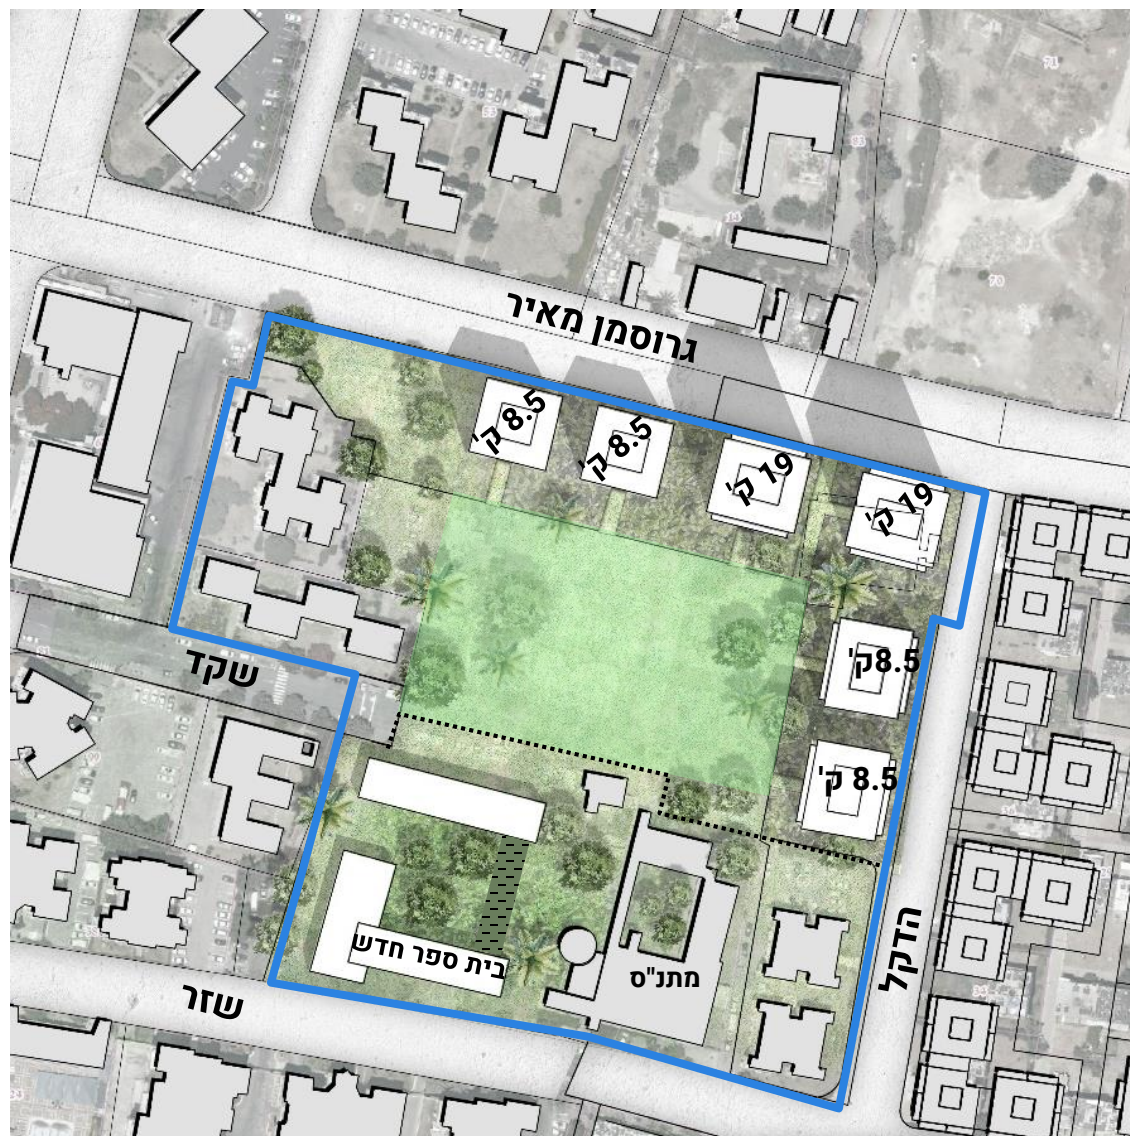 גרוסמן מאיר
8.5 ק'
8.5 ק'
19 ק'
19 ק'
8.5ק'
8.5 ק'
שקד
הדקל
בית ספר חדש
מתנ"ס
שזר